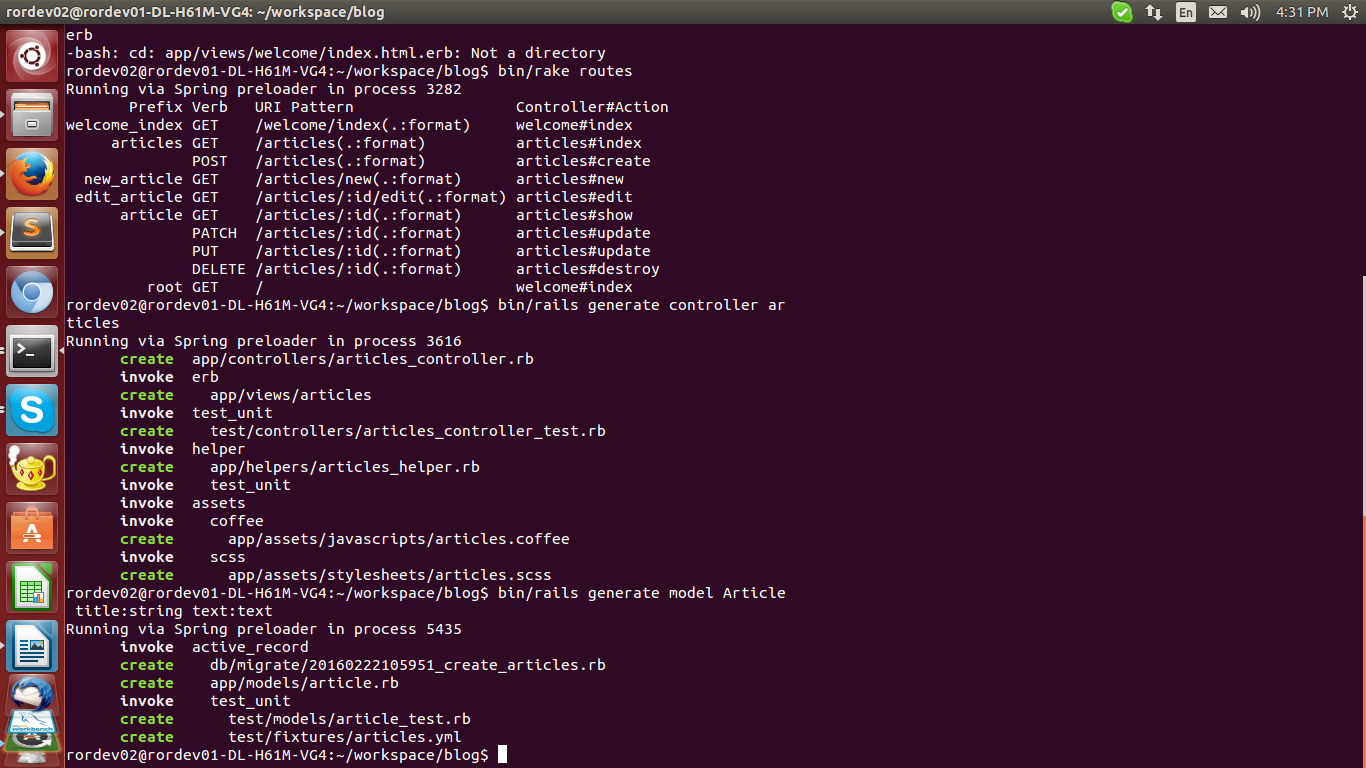 rordev02@rordev01-DL-H61M-VG4: ~/workspace/blog
En
4:31 PM
erb
-bash: cd: app/views/welcome/index.html.erb: Not a directory
rordev02@rordev01-DL-H61M-VG4:~/workspace/blog$ bin/rake routes
Running via Spring preloader in process 3282
Prefix Verb URI Pattern Controller#Action
welcome_index GET /welcome/index(.:format) welcome#index
articles GET /articles(.:format) articles#index
POST /articles(.:format) articles#create
new_article GET /articles/new(.:format) articles#new
edit_article GET /articles/:id/edit(.:format) articles#edit
article GET /articles/:id(.:format) articles#show
PATCH /articles/:id(.:format) articles#update
PUT /articles/:id(.:format) articles#update
DELETE /articles/:id(.:format) articles#destroy
root GET / welcome#index
rordev02@rordev01-DL-H61M-VG4:~/workspace/blog$ bin/rails generate controller ar
ticles
Running via Spring preloader in process 3616
create app/controllers/articles_controller.rb
invoke erb
create app/views/articles
invoke test_unit
create test/controllers/articles_controller_test.rb
invoke helper
create app/helpers/articles_helper.rb
invoke test_unit
invoke assets
invoke coffee
create app/assets/javascripts/articles.coffee
invoke scss
create app/assets/stylesheets/articles.scss
rordev02@rordev01-DL-H61M-VG4:~/workspace/blog$ bin/rails generate model Article
title:string text:text
Running via Spring preloader in process 5435
invoke active_record
create db/migrate/20160222105951_create_articles.rb
create app/models/article.rb
invoke test_unit
create test/models/article_test.rb
create test/fixtures/articles.yml
rordev02@rordev01-DL-H61M-VG4:~/workspace/blog$